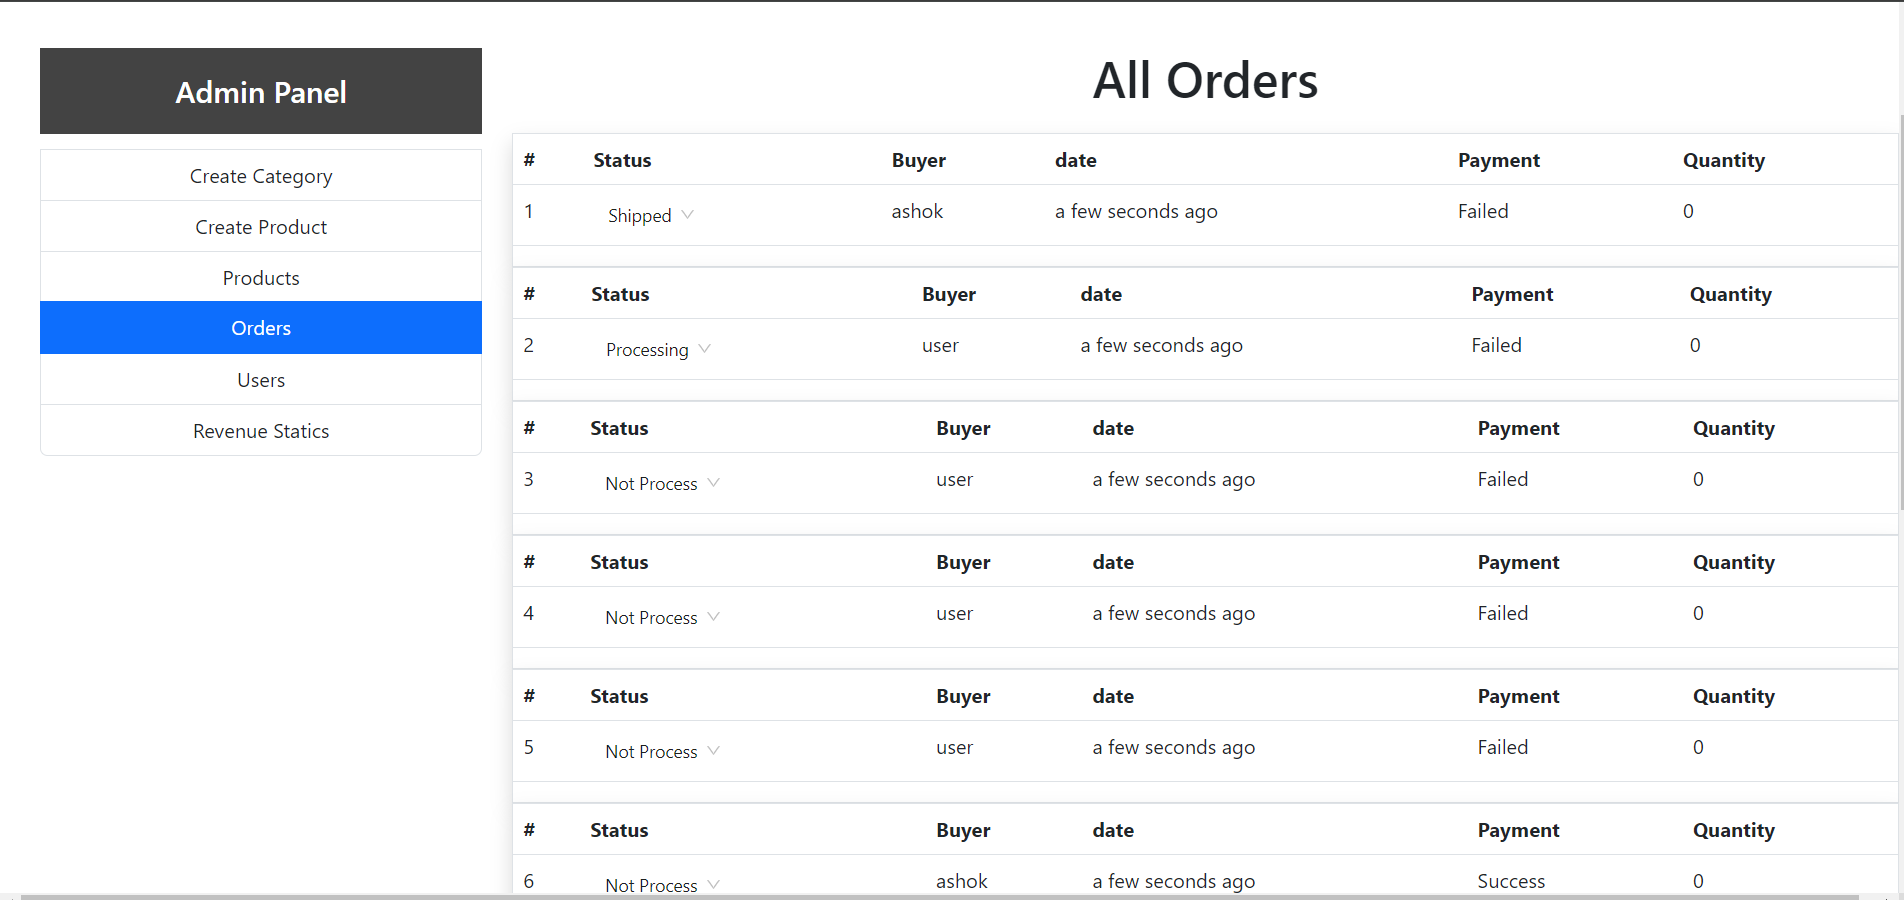 Admin Panel
Create Category
Create Product
Products
Orders
Users
Revenue Statics
All Orders
# Status Buyer date Payment Quantity
1 Shipped ashok a few seconds ago Failed 0
# Status Buyer date Payment Quantity
2 Processing user a few seconds ago Failed 0
# Status Buyer date Payment Quantity
3 Not Process user a few seconds ago Failed 0
# Status Buyer date Payment Quantity
4 Not Process user a few seconds ago Failed 0
# Status Buyer date Payment Quantity
5 Not Process user a few seconds ago Failed 0
# Status Buyer date Payment Quantity
6 Not Process ashok a few seconds ago Success 0